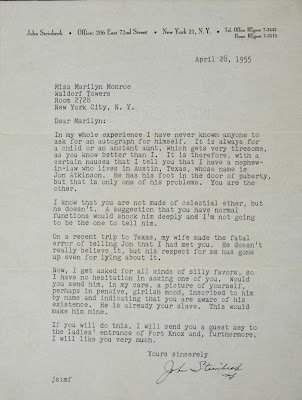 John Steinbeck • Office: 206 East 72nd Street • New York 21, N. Y. • Tel. Office REgent 7-3442
Home REgent 7-3515
April 28, 1955
Miss Marilyn Monroe
Waldorf Towers
Room 2728
New York City, N. Y.
Dear Marilyn:
In my whole experience I have never known anyone to
ask for an autograph for himself. It is always for
a child or an ancient aunt, which gets very tiresome,
as you know better than I. It is therefore, with a
certain nausea that I tell you that I have a nephew-
in-law who lives in Austin, Texas, whose name is
Jon Atkinson. He has his foot in the door of puberty,
but that is only one of his problems. You are the
other.
I know that you are not made of celestial ether, but
he doesn't. A suggestion that you have normal
functions would shock him deeply and I'm not going
to be the one to tell him.
On a recent trip to Texas, my wife made the fatal
error of telling Jon that I had met you. He doesn't
really believe it, but his respect for me has gone
up even for lying about it.
Now, I get asked for all kinds of silly favors, so
I have no hesitation in asking one of you. Would
you send him, in my care, a picture of yourself,
perhaps in pensive, girlish mood, inscribed to him
by name and indicating that you are aware of his
existence. He is already your slave. This would
make him mine.
If you will do this, I will send you a guest key to
the ladies' entrance of Fort Knox and, furthermore,
I will like you very much.
Yours sincerely
John Steinbeck
js:mf